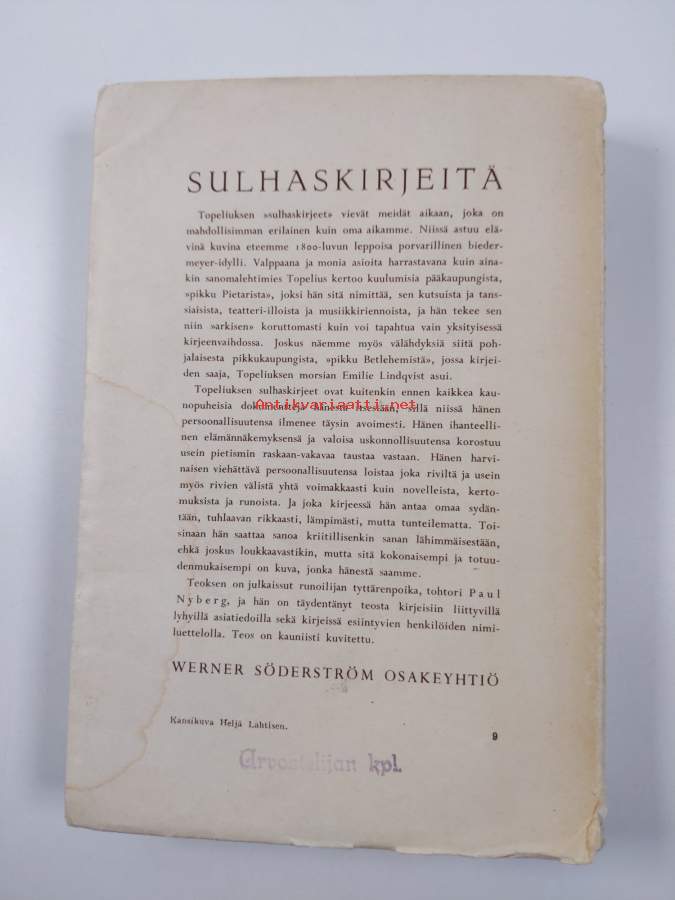 SULHASKIRJEITÄ
Topeliuksen »sulhaskirjeet» vievät meidät aikaan, joka on
mahdollisimman erilainen kuin oma aikamme. Niissä astuu elä-
vinä kuvina eteemme 1800-luvun leppoisa porvarillinen bieder-
meyer-idylli. Valppaana ja monia asioita harrastavana kuin aina-
kin sanomalehtimies Topelius kertoo kuulumisia pääkaupungista,
»pikku Pietarista», joksi hän sitä nimittää, sen kutsuista ja tans-
siaisista, teatteri-illoista ja musiikkiriennoista, ja hän tekee sen
niin »arkisen» koruttomasti kuin voi tapahtua vain yksityisessä
kirjeenvaihdossa. Joskus näemme myös välähdyksiä siitä poh-
jalaisesta pikkukaupungista, »pikku Betlehemistä», jossa kirjei-
den saaja, Topeliuksen morsian Emilie Lindqvist asui.
Topeliuksen sulhaskirjeet ovat kuitenkin ennen kaikkea kau-
nopuheisia dokumentteja hänestä itsestään, sillä niissä hänen
Antikvariaatti.net
persoonallisuutensa ilmenee täysin avoimesti. Hänen ihanteelli-
nen elämännäkemyksensä ja valoisa uskonnollisuutensa korostuu
usein pietismin raskaan-vakavaa taustaa vastaan. Hänen harvi-
naisen viehättävä persoonallisuutensa loistaa joka riviltä ja usein
myös rivien välistä yhtä voimakkaasti kuin novelleista, kerto-
muksista ja runoista. Ja joka kirjeessä hän antaa omaa sydän-
tään, tuhlaavan rikkaasti, lämpimästi, mutta tunteilematta. Toi-
sinaan hän saattaa sanoa kriitillisenkin sanan lähimmäisestään,
ehkä joskus loukkaavastikin, mutta sitä kokonaisempi ja totuu-
denmukaisempi on kuva, jonka hänestä saamme.
Teoksen on julkaissut runoilijan tyttärenpoika, tohtori Paul
Nyberg, ja hän on täydentänyt teosta kirjeisiin liittyvillä
lyhyillä asiatiedoilla sekä kirjeissä esiintyvien henkilöiden nimi-
luettelolla. Teos on kauniisti kuvitettu.
WERNER SÖDERSTRÖM OSAKEYHTIÖ
Kansikuva Heljä Lahtisen.
9
Arvostelijan kpl.